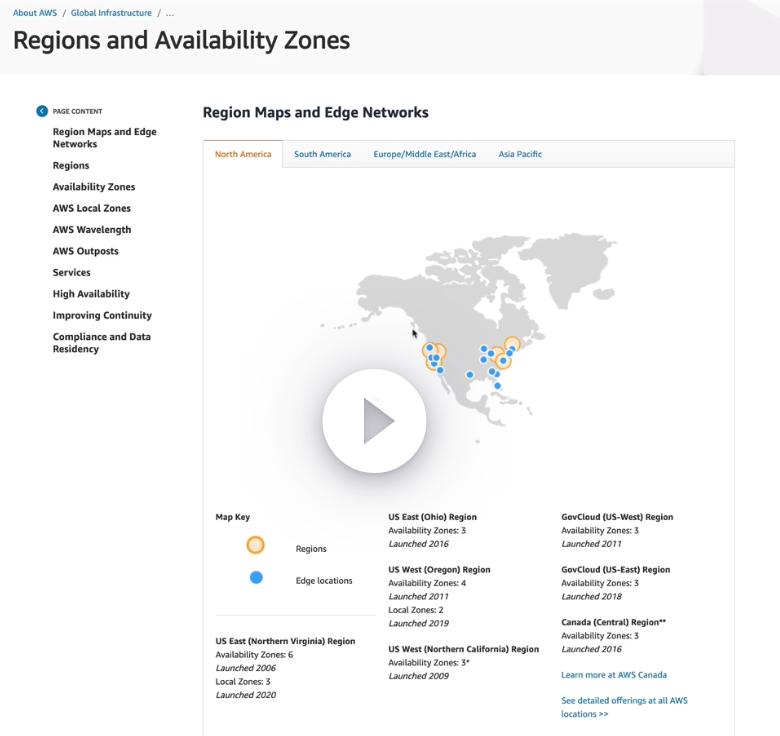 About AWS / Global Infrastructure / ...
Regions and Availability Zones
PAGE CONTENT
Region Maps and Edge
Networks
Regions
Availability Zones
AWS Local Zones
AWS Wavelength
AWS Outposts
Services
High Availability
Improving Continuity
Compliance and Data
Residency
Region Maps and Edge Networks
North America
South America
Europe/Middle East/Africa
Asia Pacific
Map Key
Regions
Edge locations
US East (Northern Virginia) Region
Availability Zones: 6
Launched 2006
Local Zones: 3
Launched 2020
US East (Ohio) Region
Availability Zones: 3
Launched 2016
US West (Oregon) Region
Availability Zones: 4
Launched 2011
Local Zones: 2
Launched 2019
US West (Northern California) Region
Availability Zones: 3*
Launched 2009
GovCloud (US-West) Region
Availability Zones: 3
Launched 2011
GovCloud (US-East) Region
Availability Zones: 3
Launched 2018
Canada (Central) Region**
Availability Zones: 3
Launched 2016
Learn more at AWS Canada
See detailed offerings at all AWS
locations >>